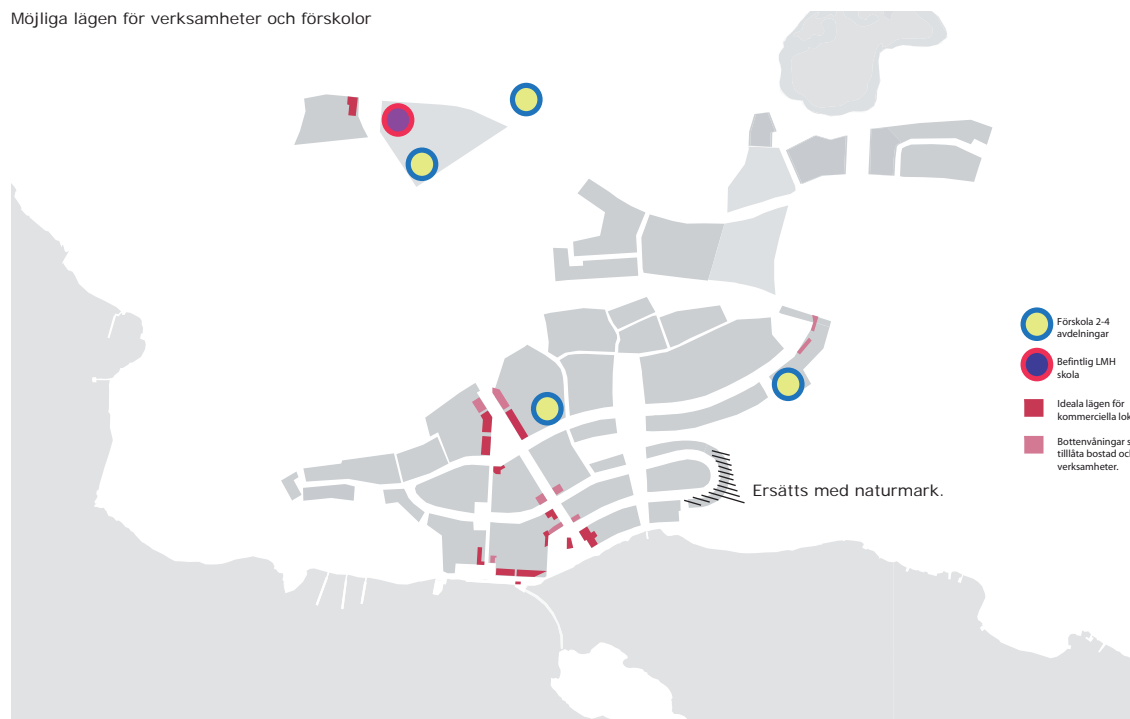 Möjliga lägen för verksamheter och förskolor
Förskola 2-4
avdelningar
Befintlig LMH
skola
Ideala lägen för
kommerciella lok
Bottenvåningar s
tilllåta bostad oc
verksamheter.
Ersätts med naturmark.